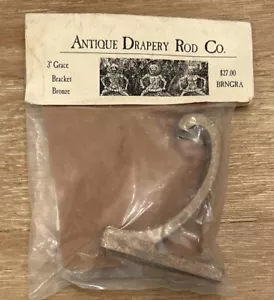 ANTIQUE DRAPERY ROD CO.
3" Grace
Bracket
Bronze
$27.00
BRNGRA